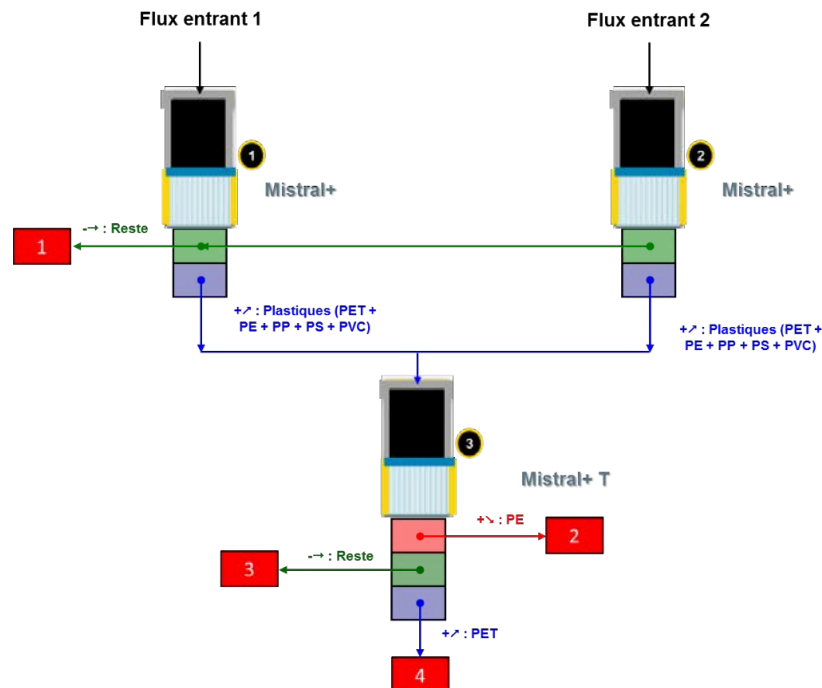 Flux entrant 1
Flux entrant 2
1
2
Mistral+
Mistral+
-→ : Reste
1
+↗ : Plastiques (PET +
PE + PP + PS + PVC)
+↗ : Plastiques (PET +
PE + PP + PS + PVC)
3
Mistral+ T
+↘ : PE
2
-→ : Reste
3
+↗ : PET
4